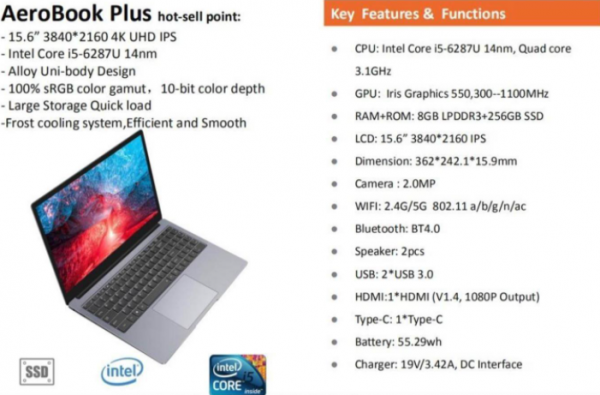 AeroBook Plus hot-sell point:
- 15.6” 3840*2160 4K UHD IPS
- Intel Core i5-6287U 14nm
- Alloy Uni-body Design
- 100% sRGB color gamut，10-bit color depth
- Large Storage Quick load
-Frost cooling system,Efficient and Smooth
SSD
intel
intel
CORE i5
inside
Key Features & Functions
CPU: Intel Core i5-6287U 14nm, Quad core
3.1GHz
GPU: Iris Graphics 550,300--1100MHz
RAM+ROM: 8GB LPDDR3+256GB SSD
LCD: 15.6” 3840*2160 IPS
Dimension: 362*242.1*15.9mm
Camera : 2.0MP
WIFI: 2.4G/5G 802.11 a/b/g/n/ac
Bluetooth: BT4.0
Speaker: 2pcs
USB: 2*USB 3.0
HDMI:1*HDMI (V1.4, 1080P Output)
Type-C: 1*Type-C
Battery: 55.29wh
Charger: 19V/3.42A, DC Interface